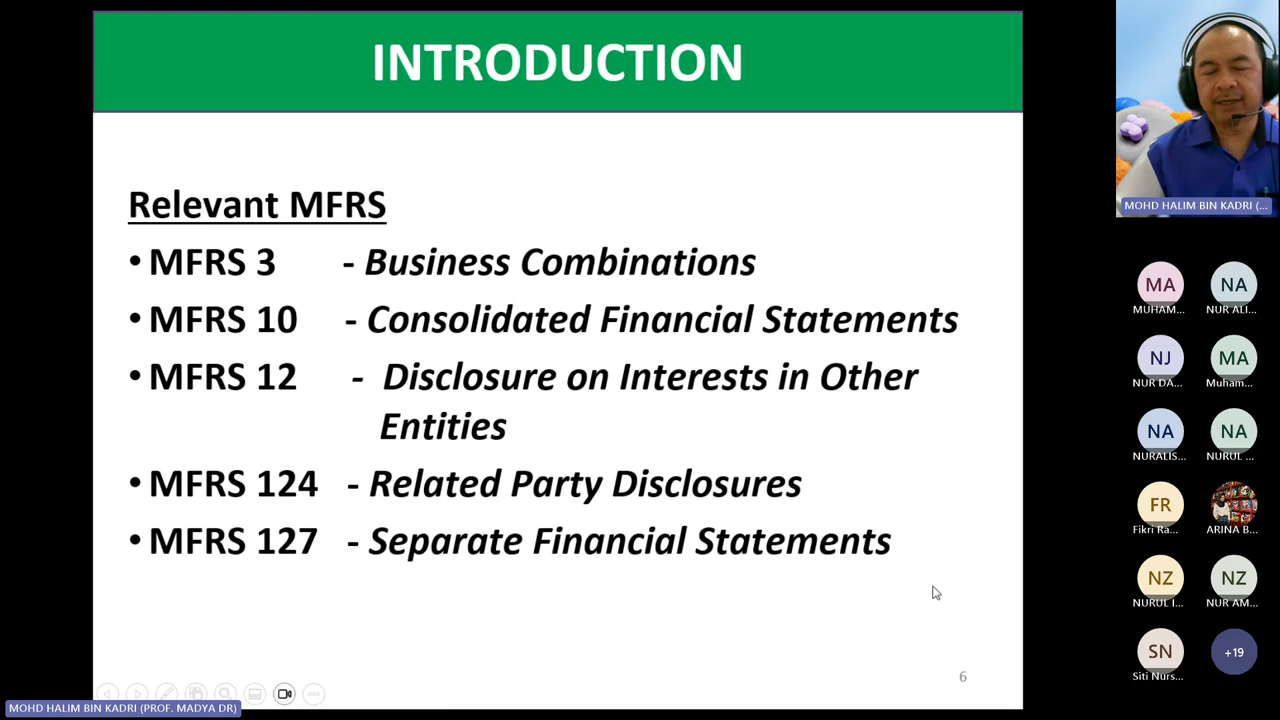 INTRODUCTION
Relevant MFRS
• MFRS 3 - Business Combinations
• MFRS 10 - Consolidated Financial Statements
• MFRS 12 - Disclosure on Interests in Other
Entities
• MFRS 124 - Related Party Disclosures
• MFRS 127 - Separate Financial Statements
6
MOHD HALIM BIN KADRI (PROF. MADYA DR)
MOHD HALIM BIN KADRI (...
MA NA
MUHAM... NUR ALI...
NJ MA
NUR DA... Muham...
NA NA
NURALIS... NURUL ...
FR
Fikri Ra... ARINA B...
NZ NZ
NURUL I... NUR AM...
SN +19
Siti Nurs...